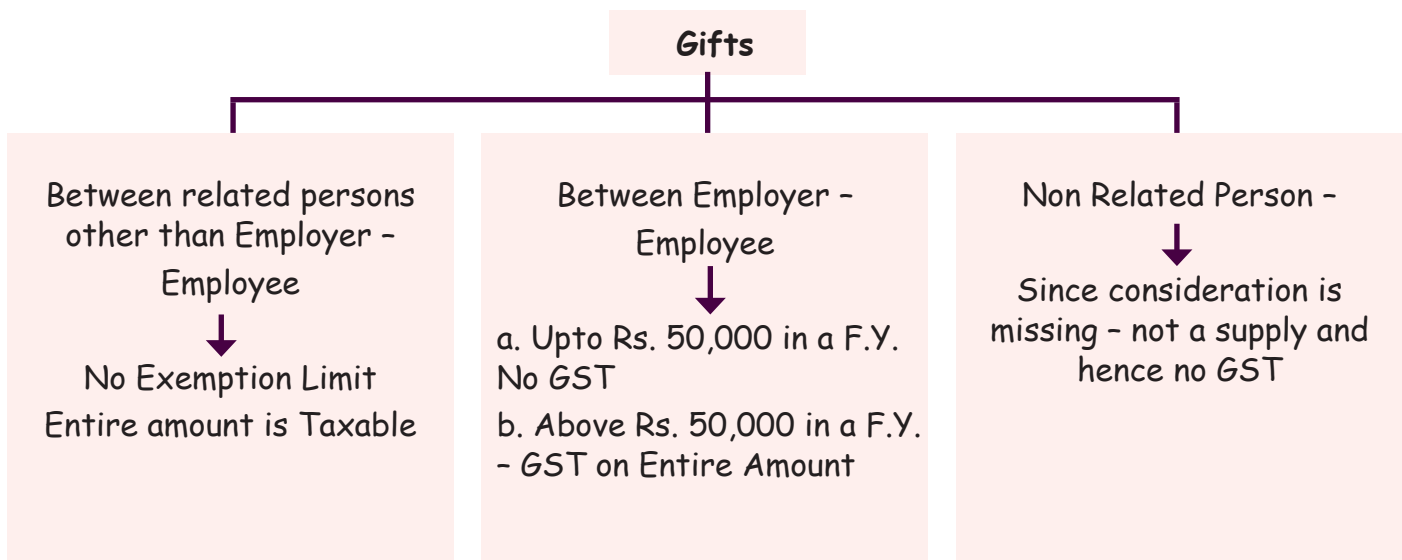 Gifts
Between related persons
other than Employer –
Employee
No Exemption Limit
Entire amount is Taxable
Between Employer –
Employee
a. Upto Rs. 50,000 in a F.Y.
No GST
b. Above Rs. 50,000 in a F.Y.
– GST on Entire Amount
Non Related Person –
Since consideration is
missing – not a supply and
hence no GST